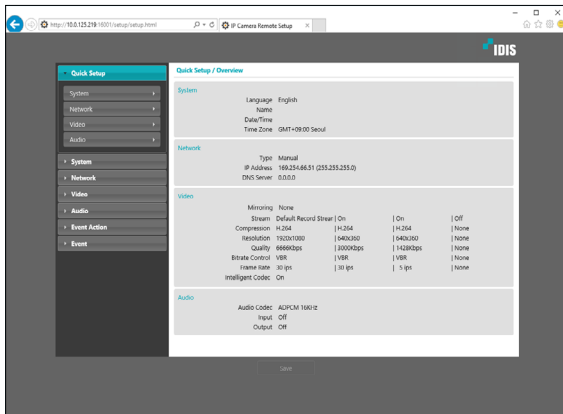 http://10.0.125.219:16001/setup/setup.html
IP Camera Remote Setup
IDIS
Quick Setup
System
Network
Video
Audio
System
Network
Video
Audio
Event Action
Event
Quick Setup / Overview
System
Language English
Name
Date/Time
Time Zone GMT+09:00 Seoul
Network
Type Manual
IP Address 169.254.66.51 (255.255.255.0)
DNS Server 0.0.0.0
Video
Mirroring None
Stream Default Record Strear | On | On | Off
Compression H.264 | H.264 | H.264 | None
Resolution 1920x1080 | 640x360 | 640x360 | None
Quality 6666Kbps | 3000Kbps | 1428Kbps | None
Bitrate Control VBR | VBR | VBR | None
Frame Rate 30 ips | 30 ips | 5 ips | None
Intelligent Codec On
Audio
Audio Codec ADPCM 16KHz
Input Off
Output Off
Save